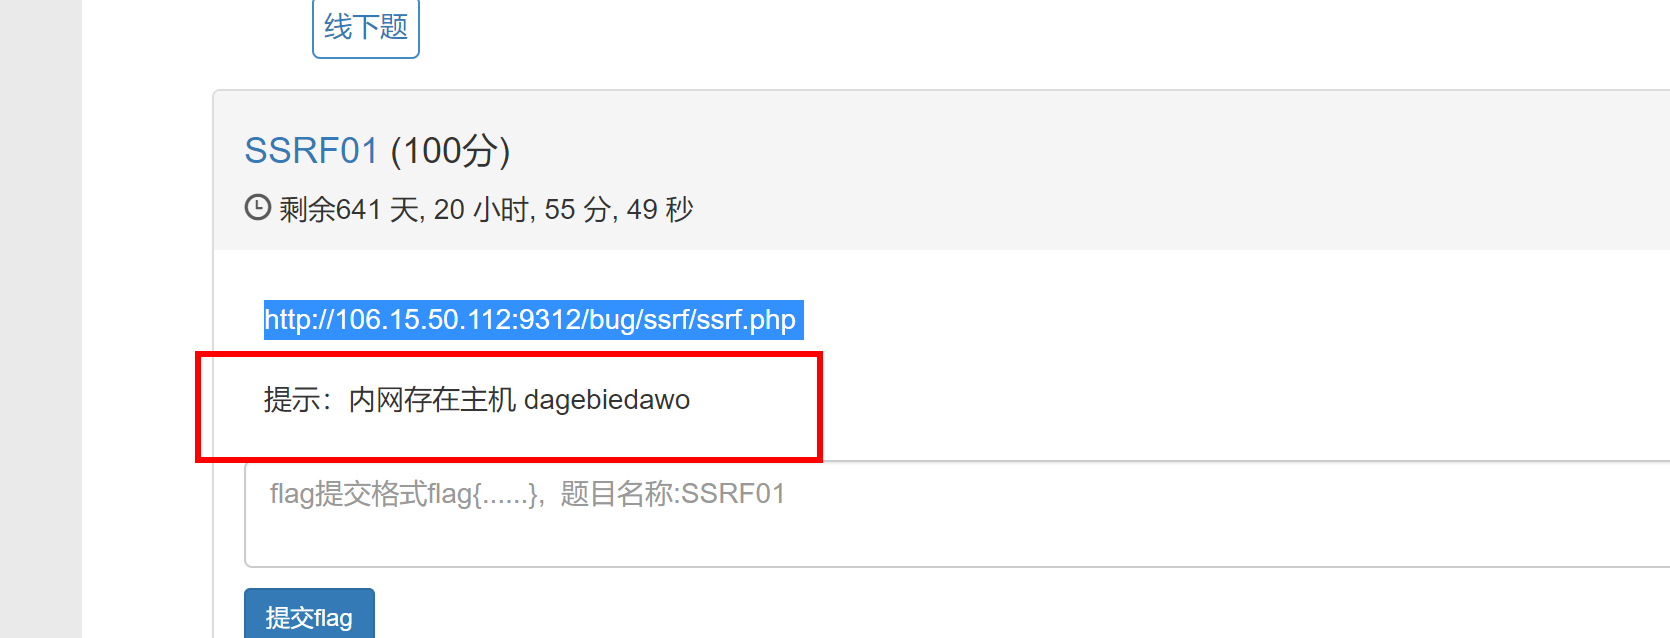 线下题
SSRF01 (100分)
剩余641 天, 20 小时, 55 分, 49 秒
http://106.15.50.112:9312/bug/ssrf/ssrf.php
提示：内网存在主机 dagebiedawo
flag提交格式flag{......}, 题目名称:SSRF01
提交flag